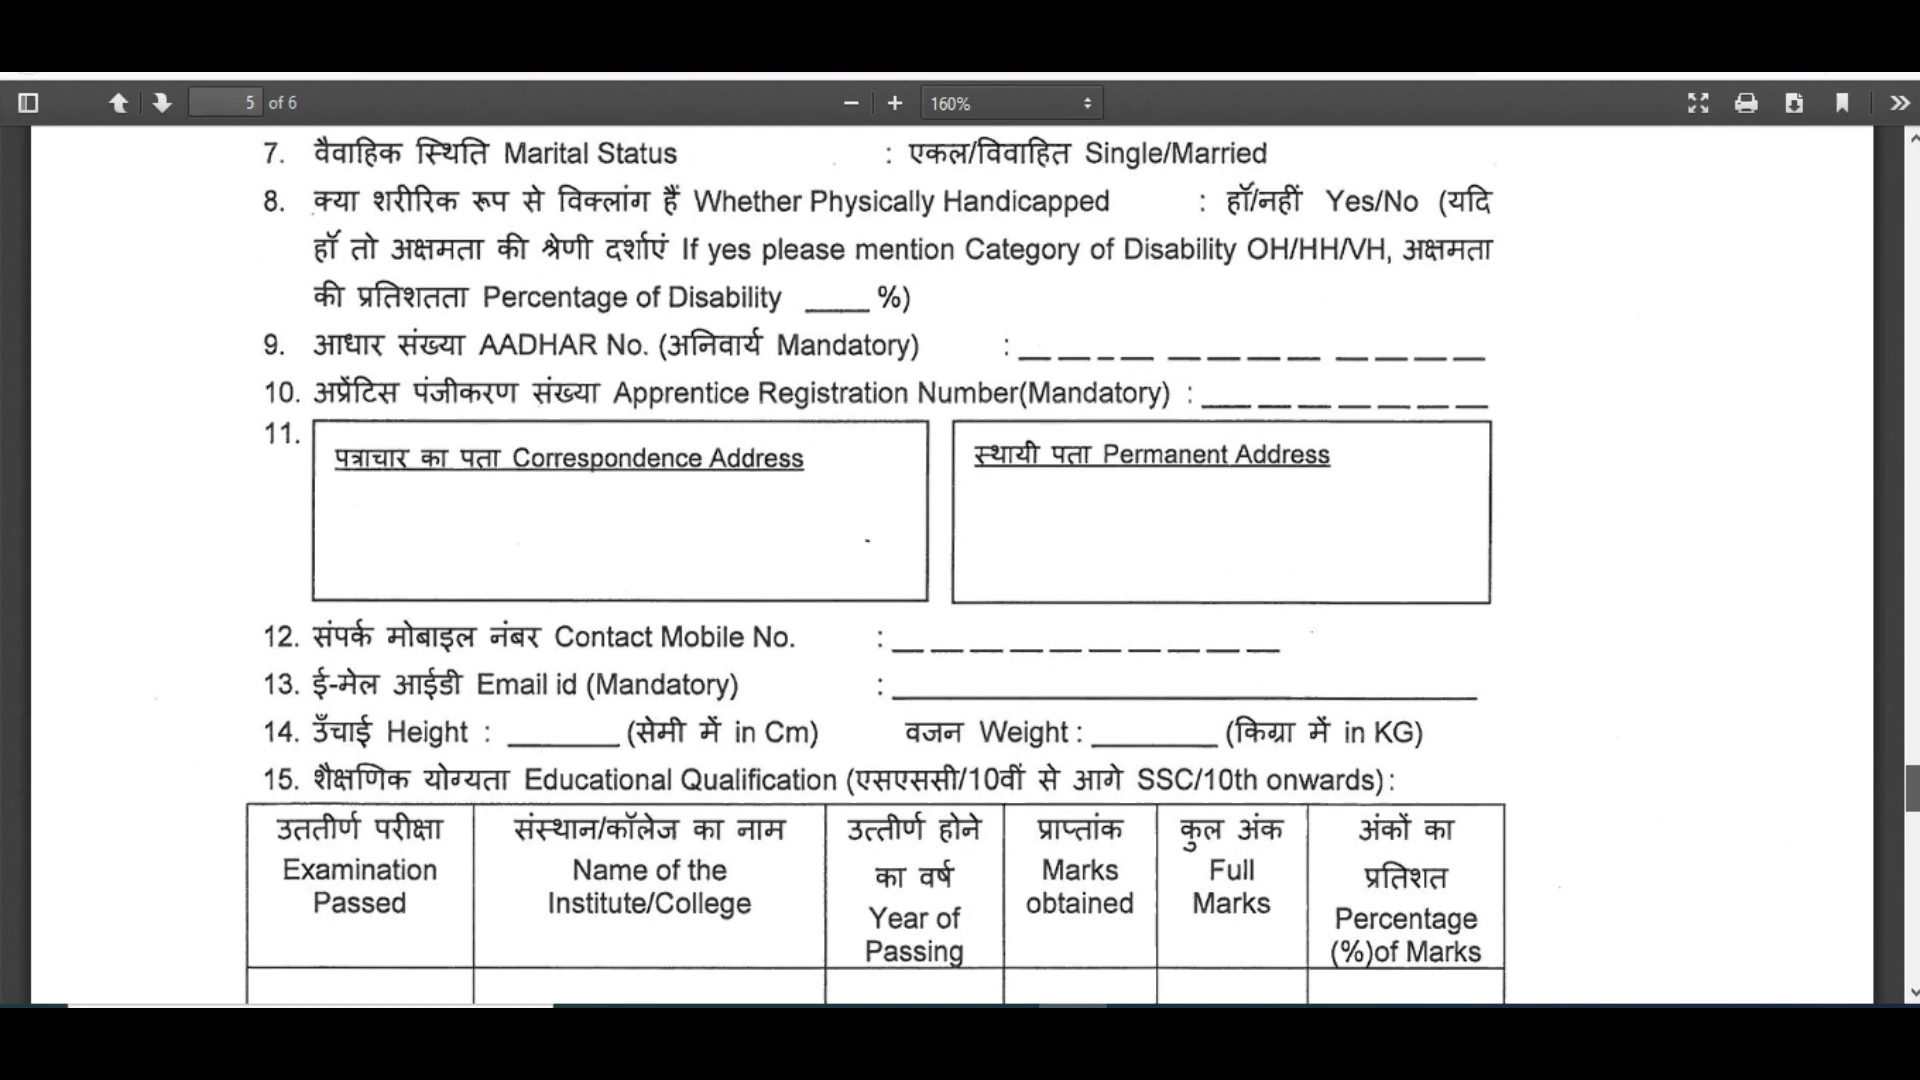 5 of 6
160%
7. वैवाहिक स्थिति Marital Status : एकल/विवाहित Single/Married
8. क्या शरीरिक रूप से विक्लांग हैं Whether Physically Handicapped : हॉ/नहीं Yes/No (यदि
हॉ तो अक्षमता की श्रेणी दर्शाएं If yes please mention Category of Disability OH/HH/VH, अक्षमता
की प्रतिशतता Percentage of Disability ____ %)
9. आधार संख्या AADHAR No. (अनिवार्य Mandatory) : _ _ _ _ _ _ _ _ _ _ _ _
10. अप्रेंटिस पंजीकरण संख्या Apprentice Registration Number(Mandatory) : _ _ _ _ _ _ _
11.
पत्राचार का पता Correspondence Address
स्थायी पता Permanent Address
12. संपर्क मोबाइल नंबर Contact Mobile No. : _ _ _ _ _ _ _ _ _ _
13. ई-मेल आईडी Email id (Mandatory) : ____________________
14. उँचाई Height : _______ (सेमी में in Cm) वजन Weight : ________ (किग्रा में in KG)
15. शैक्षणिक योग्यता Educational Qualification (एसएससी/10वीं से आगे SSC/10th onwards):
उततीर्ण परीक्षा
Examination
Passed
संस्थान/कॉलेज का नाम
Name of the
Institute/College
उत्तीर्ण होने
का वर्ष
Year of
Passing
प्राप्तांक
Marks
obtained
कुल अंक
Full
Marks
अंकों का
प्रतिशत
Percentage
(%)of Marks